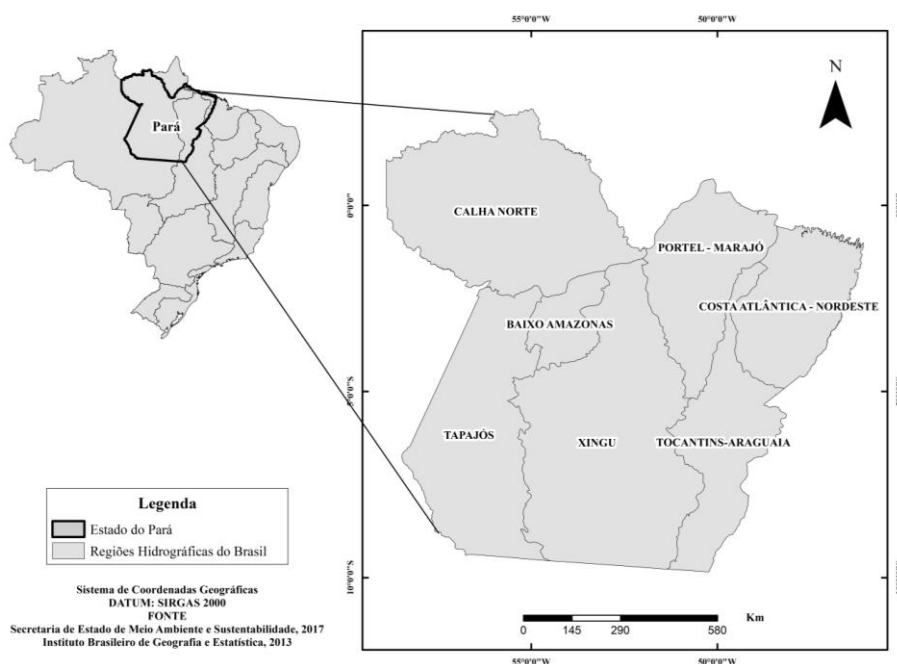 55°0'0"W
50°0'0"W
N
Pará
0°0'0"
CALHA NORTE
PORTEL - MARAJÓ
COSTA ATLÂNTICA - NORDESTE
BAIXO AMAZONAS
5°0'0"S
TAPAJÓS
XINGU
TOCANTINS-ARAGUAIA
Legenda
Estado do Pará
Regiões Hidrográficas do Brasil
10°0'0"S
Sistema de Coordenadas Geográficas
DATUM: SIRGAS 2000
FONTE
Secretaria de Estado de Meio Ambiente e Sustentabilidade, 2017
Instituto Brasileiro de Geografia e Estatística, 2013
Km
0 145 290 580
55°0'0"W
50°0'0"W